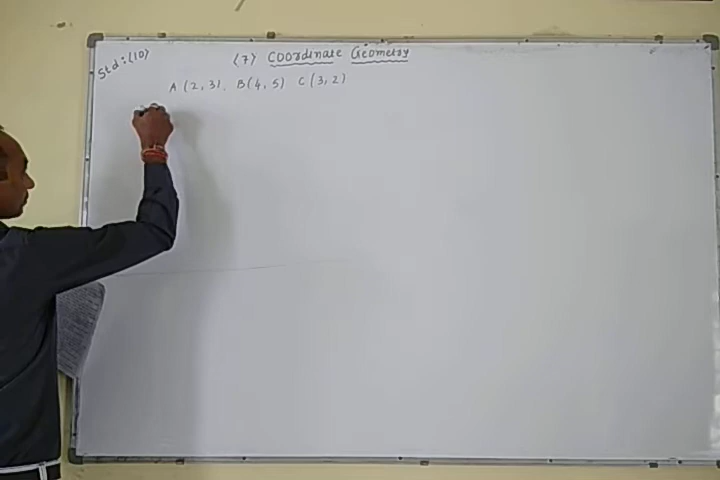 Std:(10)
(7) Coordinate Geometry
A (2, 3), B(4, 5) C (3, 2)